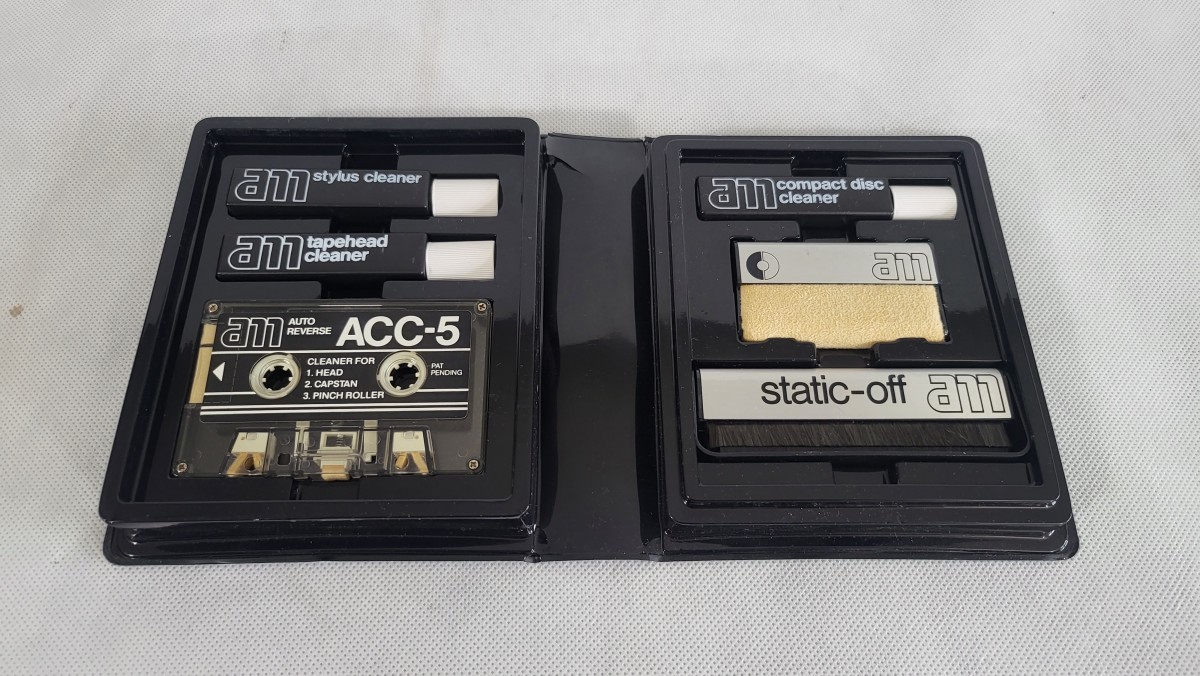 am stylus cleaner
am tapehead
cleaner
am AUTO
REVERSE ACC-5
CLEANER FOR
1. HEAD
2. CAPSTAN
3. PINCH ROLLER
PAT
PENDING
am compact disc
cleaner
am
static-off am